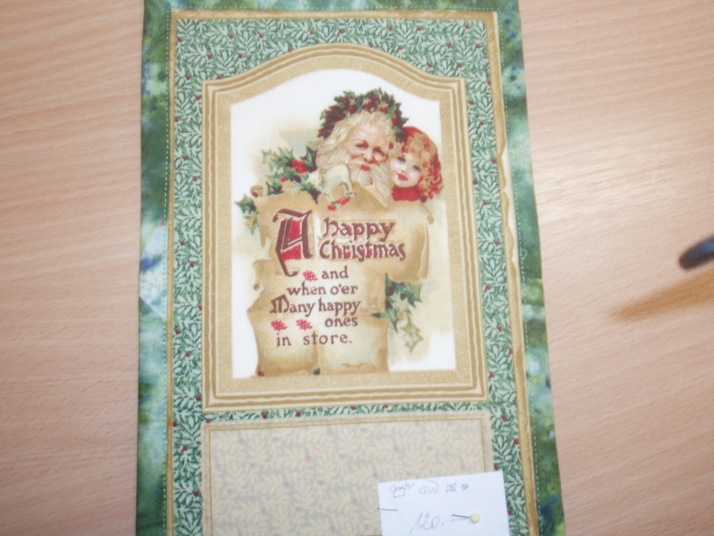 A happy
Christmas
and
when o'er
Many happy
ones
in store.
120.-